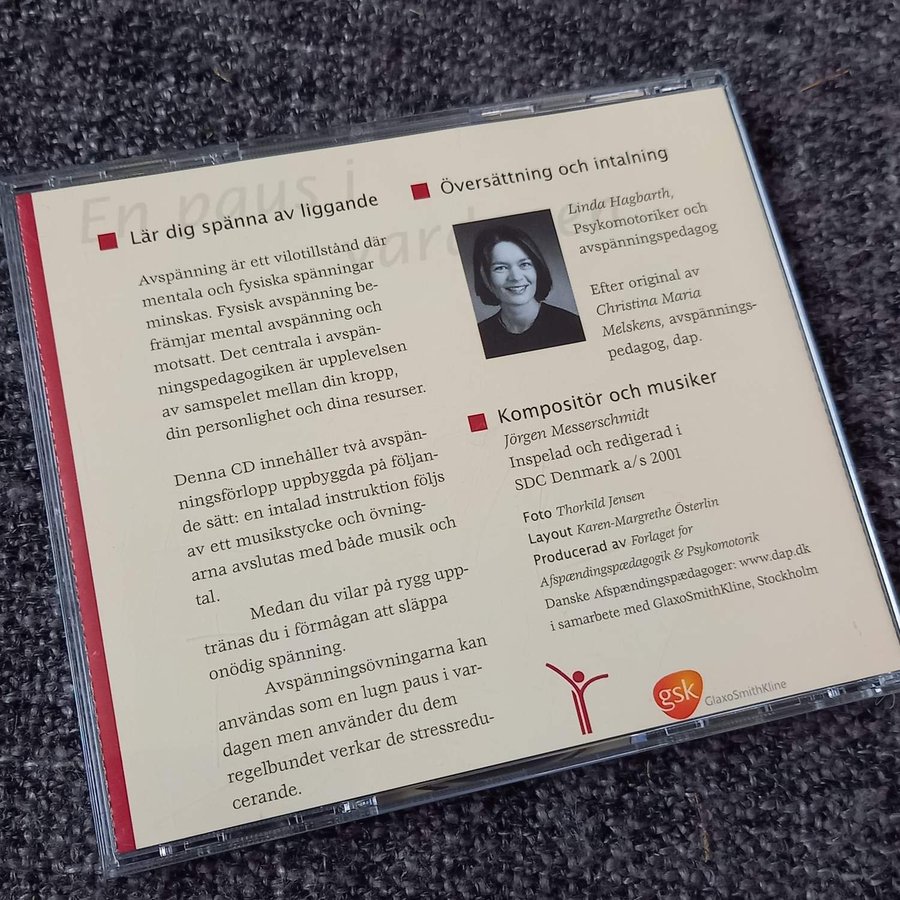 En paus i
vardagen
Lär dig spänna av liggande
Avspänning är ett vilotillstånd där
mentala och fysiska spänningar
minskas. Fysisk avspänning be-
främjar mental avspänning och
motsatt. Det centrala i avspän-
ningspedagogiken är upplevelsen
av samspelet mellan din kropp,
din personlighet och dina resurser.
Denna CD innehåller två avspän-
ningsförlopp uppbyggda på följan-
de sätt: en intalad instruktion följs
av ett musikstycke och övning-
arna avslutas med både musik och
tal.
Medan du vilar på rygg upp-
tränas du i förmågan att släppa
onödig spänning.
Avspänningsövningarna kan
användas som en lugn paus i var-
dagen men använder du dem
regelbundet verkar de stressredu-
cerande.
Översättning och intalning
Linda Hagbarth,
Psykomotoriker och
avspänningspedagog
Efter original av
Christina Maria
Melskens, avspännings-
pedagog, dap.
Kompositör och musiker
Jörgen Messerschmidt
Inspelad och redigerad i
SDC Denmark a/s 2001
Foto Thorkild Jensen
Layout Karen-Margrethe Österlin
Producerad av Forlaget for
Afspændingspædagogik & Psykomotorik
Danske Afspændingspædagoger: www.dap.dk
i samarbete med GlaxoSmithKline, Stockholm
gsk GlaxoSmithKline